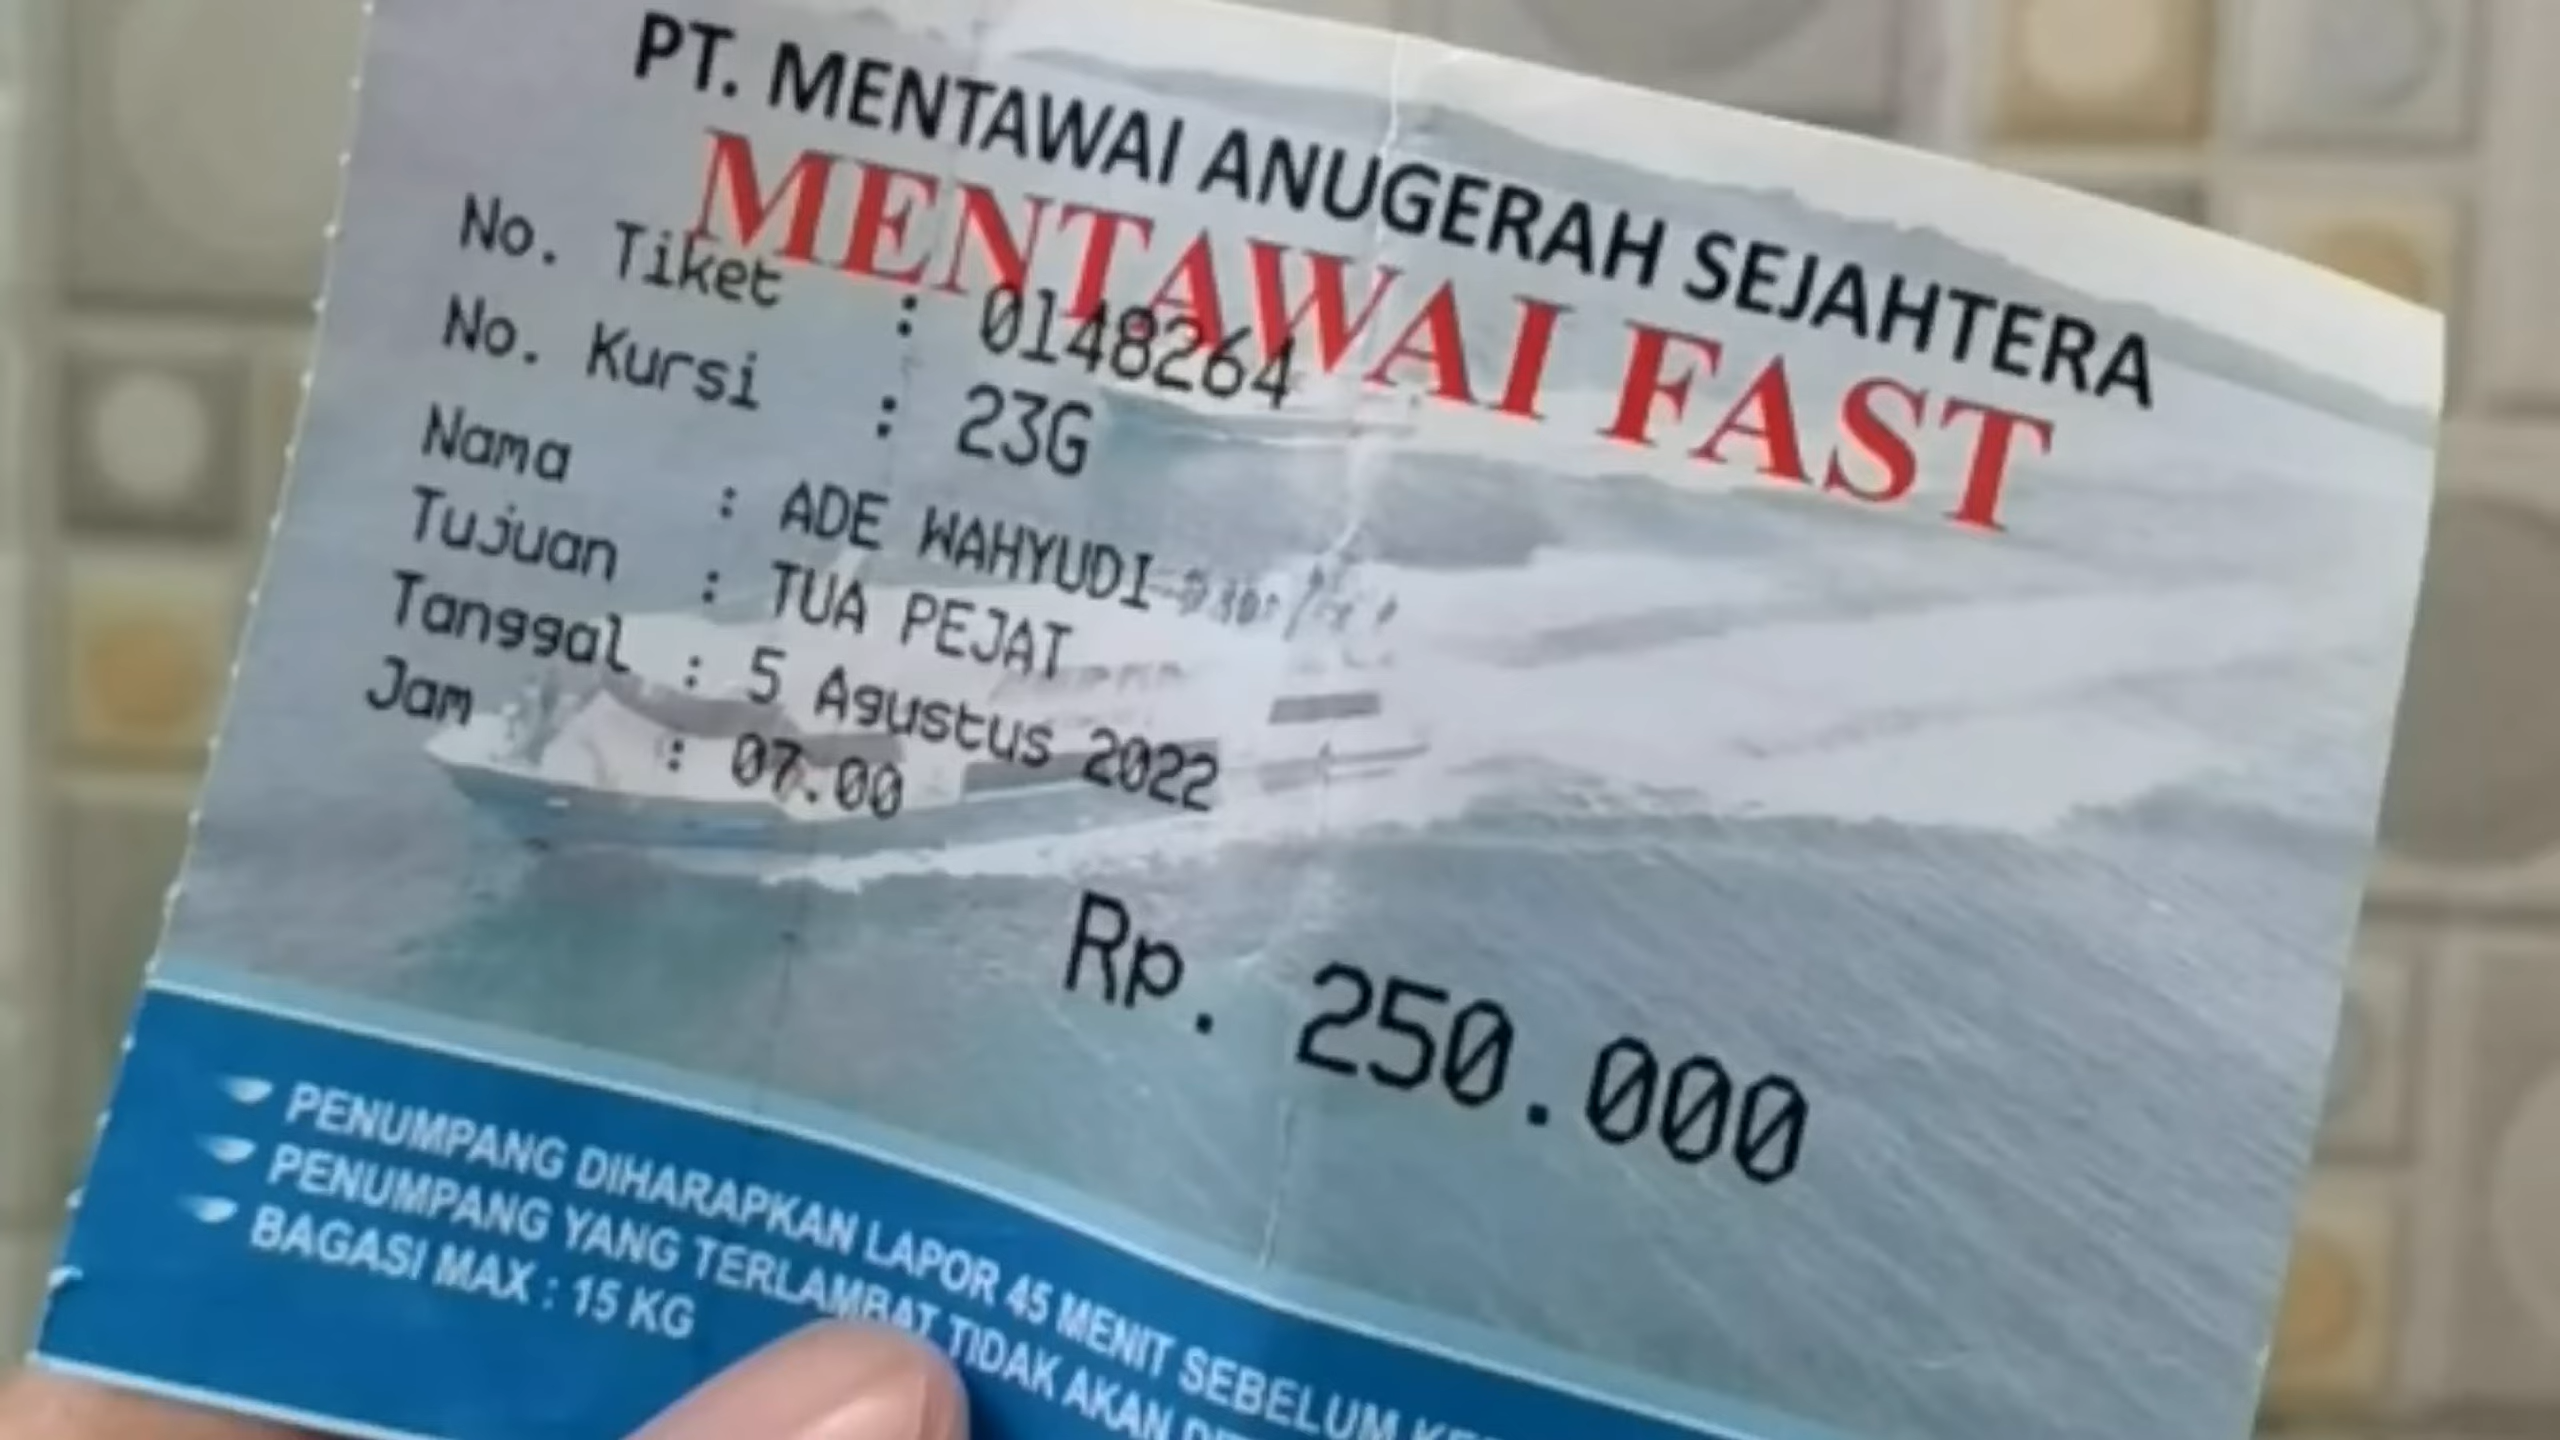 PT. MENTAWAI ANUGERAH SEJAHTERA
MENTAWAI FAST
No. Tiket : 0148264
No. Kursi : 23G
Nama : ADE WAHYUDI
Tujuan : TUA PEJAT
Tanggal : 5 Agustus 2022
Jam : 07.00
Rp. 250.000
PENUMPANG DIHARAPKAN LAPOR 45 MENIT SEBELUM
PENUMPANG YANG TERLAMBAT TIDAK AKAN
BAGASI MAX : 15 KG